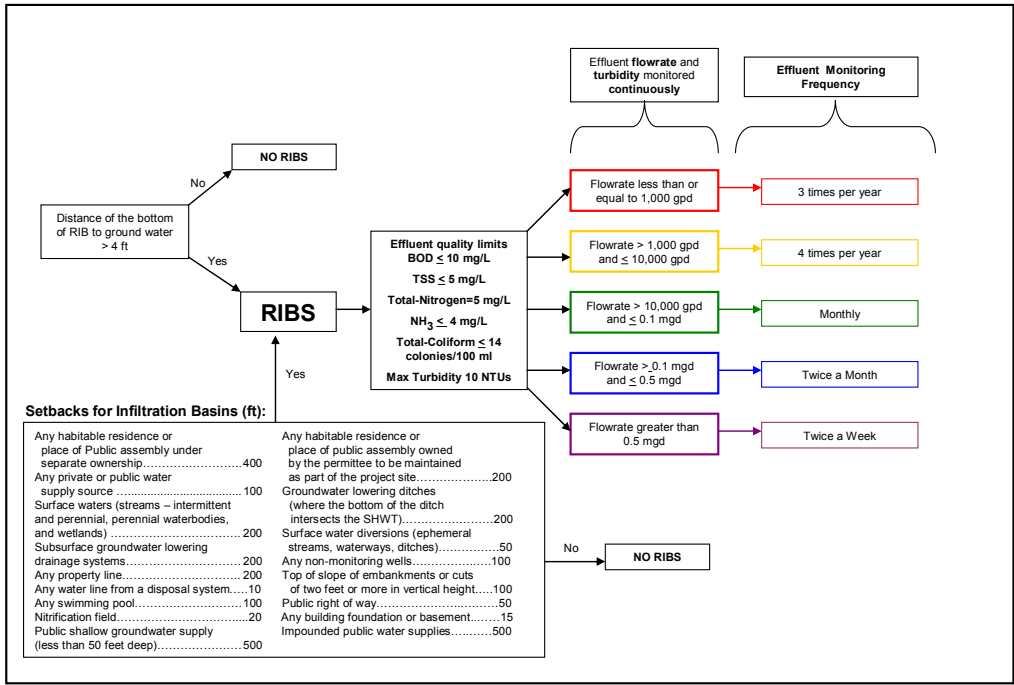 Effluent flowrate and
turbidity monitored
continuously
Effluent  Monitoring
Frequency
NO RIBS
No
Distance of the bottom
of RIB to ground water
> 4 ft
Yes
RIBS
Effluent quality limits
BOD < 10 mg/L
TSS < 5 mg/L
Total-Nitrogen=5 mg/L
NH3 < 4 mg/L
Total-Coliform < 14
colonies/100 ml
Max Turbidity 10 NTUs
Flowrate less than or
equal to 1,000 gpd
3 times per year
Flowrate > 1,000 gpd
and < 10,000 gpd
4 times per year
Flowrate > 10,000 gpd
and < 0.1 mgd
Monthly
Flowrate > 0.1 mgd
and < 0.5 mgd
Twice a Month
Flowrate greater than
0.5 mgd
Twice a Week
Yes
Setbacks for Infiltration Basins (ft):
Any habitable residence or
place of Public assembly under
separate ownership……………………..400
Any private or public water
supply source ...................................100
Surface waters (streams – intermittent
and perennial, perennial waterbodies,
and wetlands) …………………………. 200
Subsurface groundwater lowering
drainage systems………………………200
Any property line……………………….200
Any water line from a disposal system…..10
Any swimming pool……………………100
Nitrification field………………………....20
Public shallow groundwater supply
(less than 50 feet deep)………………..500
Any habitable residence or
place of public assembly owned
by the permittee to be maintained
as part of the project site………………….200
Groundwater lowering ditches
(where the bottom of the ditch
intersects the SHWT)…………………..200
Surface water diversions (ephemeral
streams, waterways, ditches)……………50
Any non-monitoring wells………………100
Top of slope of embankments or cuts
of two feet or more in vertical height….100
Public right of way………………………..50
Any building foundation or basement…….15
Impounded public water supplies……….500
No
NO RIBS